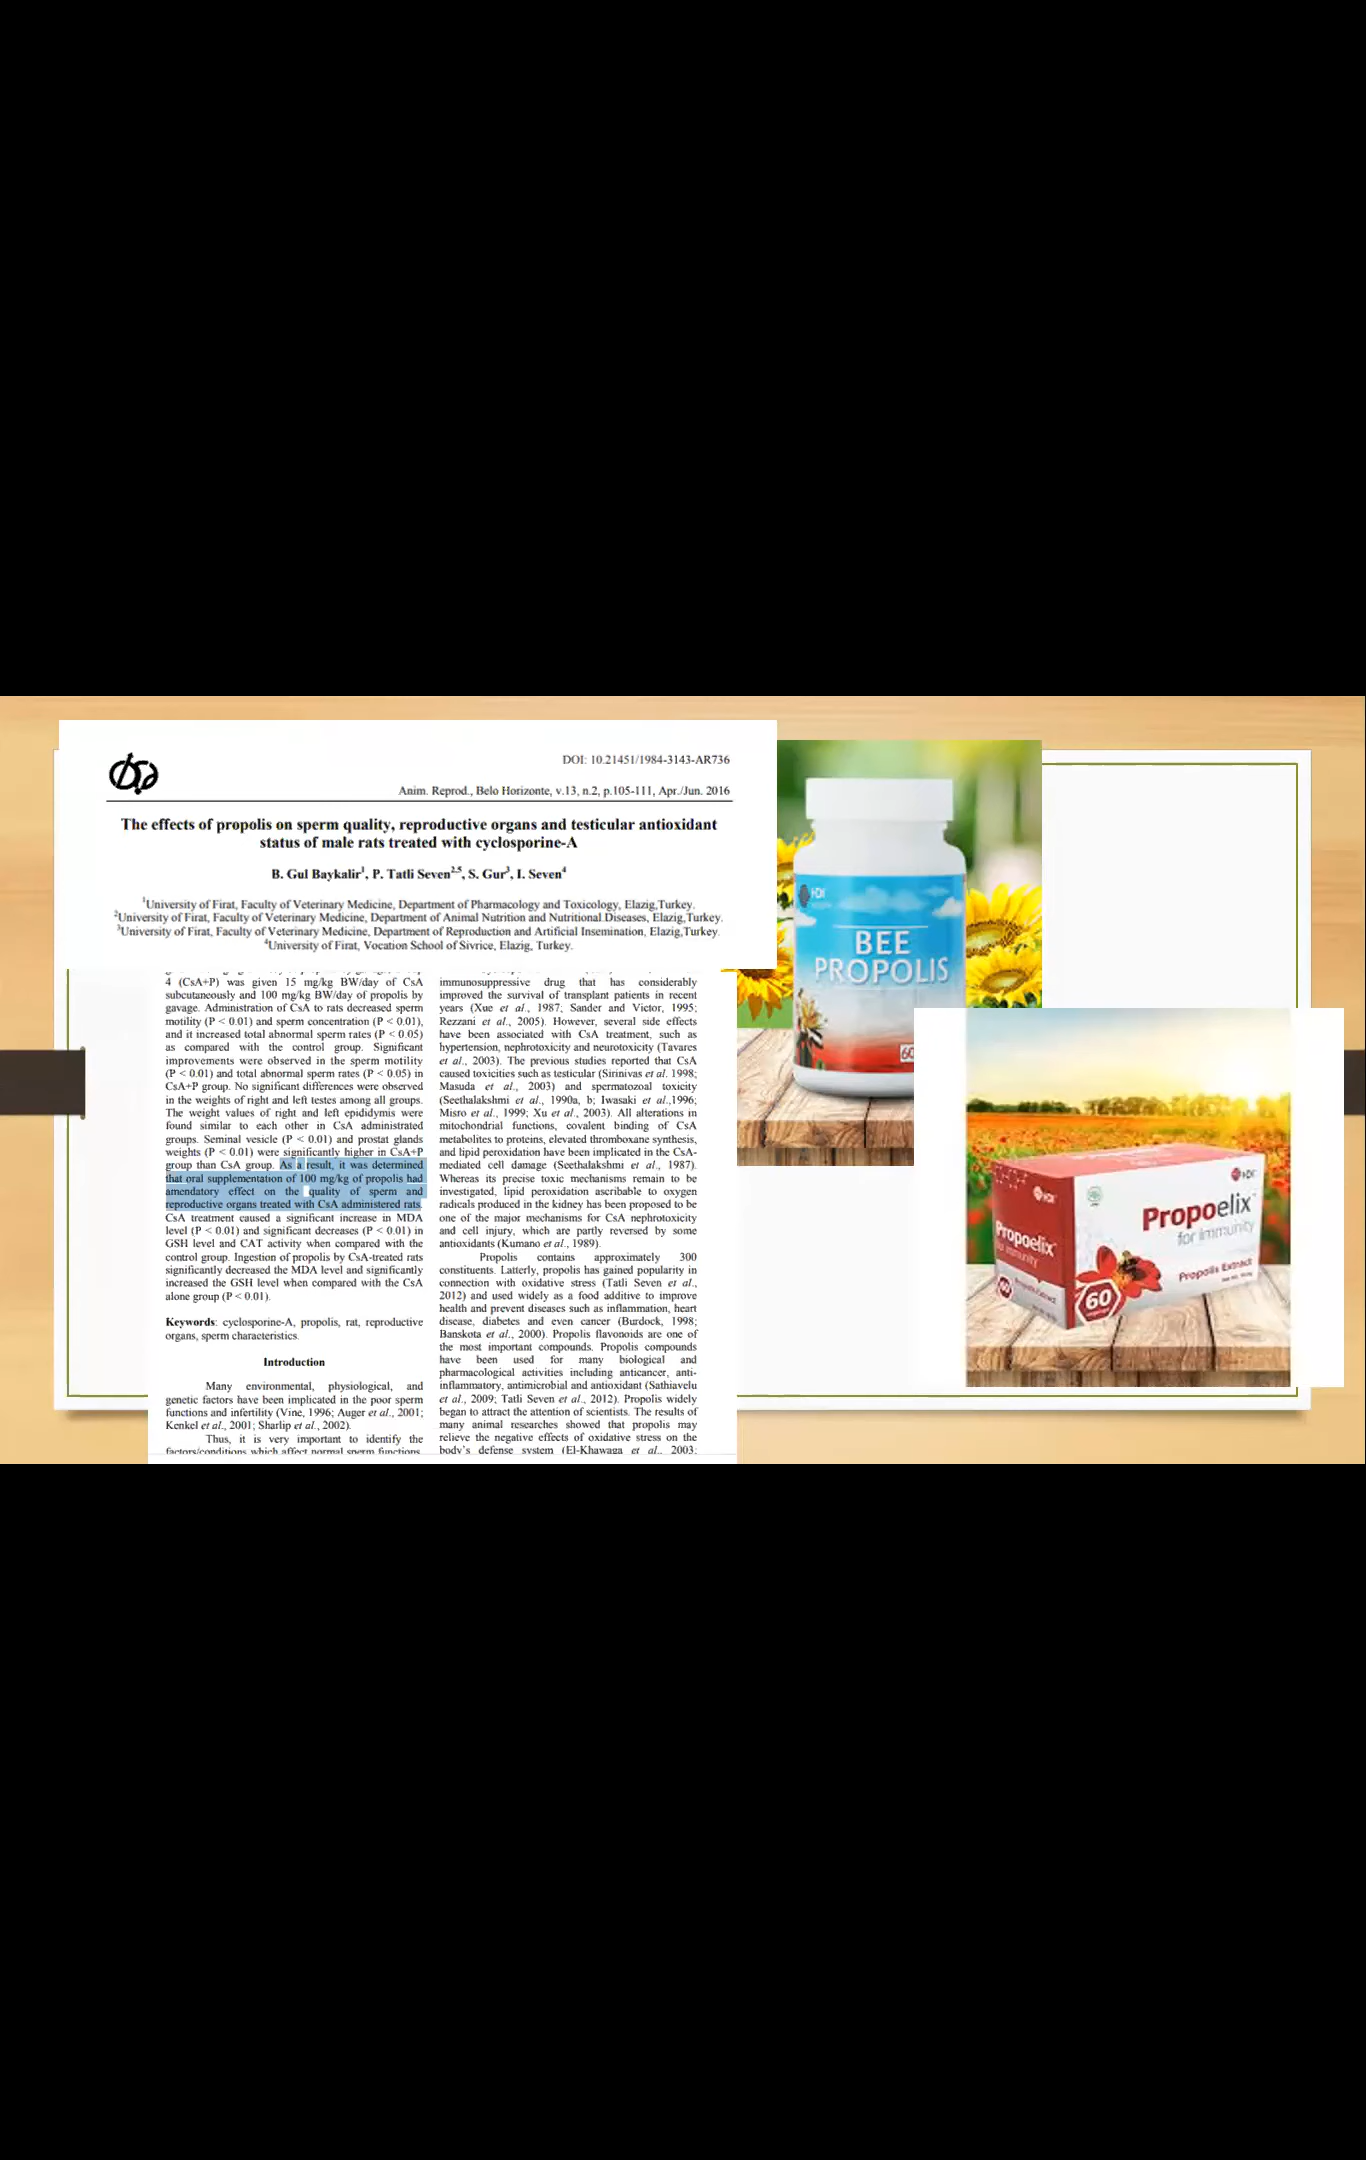 DOI: 10.21451/1984-3143-AR736
Anim. Reprod., Belo Horizonte, v.13, n.2, p.105-111, Apr./Jun. 2016
The effects of propolis on sperm quality, reproductive organs and testicular antioxidant
status of male rats treated with cyclosporine-A
B. Gul Baykalir1, P. Tatli Seven2,5, S. Gur3, I. Seven4
1University of Firat, Faculty of Veterinary Medicine, Department of Pharmacology and Toxicology, Elazig,Turkey.
2University of Firat, Faculty of Veterinary Medicine, Department of Animal Nutrition and Nutritional Diseases, Elazig,Turkey.
3University of Firat, Faculty of Veterinary Medicine, Department of Reproduction and Artificial Insemination, Elazig,Turkey.
4University of Firat, Vocation School of Sivrice, Elazig, Turkey.
4 (CsA+P) was given 15 mg/kg BW/day of CsA
subcutaneously and 100 mg/kg BW/day of propolis by
gavage. Administration of CsA to rats decreased sperm
motility (P < 0.01) and sperm concentration (P < 0.01),
and it increased total abnormal sperm rates (P < 0.05)
as compared with the control group. Significant
improvements were observed in the sperm motility
(P < 0.01) and total abnormal sperm rates (P < 0.05) in
CsA+P group. No significant differences were observed
in the weights of right and left testes among all groups.
The weight values of right and left epididymis were
found similar to each other in CsA administrated
groups. Seminal vesicle (P < 0.01) and prostat glands
weights (P < 0.01) were significantly higher in CsA+P
group than CsA group. As a result, it was determined
that oral supplementation of 100 mg/kg of propolis had
amendatory effect on the quality of sperm and
reproductive organs treated with CsA administered rats.
CsA treatment caused a significant increase in MDA
level (P < 0.01) and significant decreases (P < 0.01) in
GSH level and CAT activity when compared with the
control group. Ingestion of propolis by CsA-treated rats
significantly decreased the MDA level and significantly
increased the GSH level when compared with the CsA
alone group (P < 0.01).
Keywords: cyclosporine-A, propolis, rat, reproductive
organs, sperm characteristics.
Introduction
Many environmental, physiological, and
genetic factors have been implicated in the poor sperm
functions and infertility (Vine, 1996; Auger et al., 2001;
Kenkel et al., 2001; Sharlip et al., 2002).
Thus, it is very important to identify the
factors/conditions which affect normal sperm functions.
immunosuppressive drug that has considerably
improved the survival of transplant patients in recent
years (Xue et al., 1987; Sander and Victor, 1995;
Rezzani et al., 2005). However, several side effects
have been associated with CsA treatment, such as
hypertension, nephrotoxicity and neurotoxicity (Tavares
et al., 2003). The previous studies reported that CsA
caused toxicities such as testicular (Sirinivas et al. 1998;
Masuda et al., 2003) and spermatozoal toxicity
(Seethalakshmi et al., 1990a, b; Iwasaki et al.,1996;
Misro et al., 1999; Xu et al., 2003). All alterations in
mitochondrial functions, covalent binding of CsA
metabolites to proteins, elevated thromboxane synthesis,
and lipid peroxidation have been implicated in the CsA-
mediated cell damage (Seethalakshmi et al., 1987).
Whereas its precise toxic mechanisms remain to be
investigated, lipid peroxidation ascribable to oxygen
radicals produced in the kidney has been proposed to be
one of the major mechanisms for CsA nephrotoxicity
and cell injury, which are partly reversed by some
antioxidants (Kumano et al., 1989).
Propolis contains approximately 300
constituents. Latterly, propolis has gained popularity in
connection with oxidative stress (Tatli Seven et al.,
2012) and used widely as a food additive to improve
health and prevent diseases such as inflammation, heart
disease, diabetes and even cancer (Burdock, 1998;
Banskota et al., 2000). Propolis flavonoids are one of
the most important compounds. Propolis compounds
have been used for many biological and
pharmacological activities including anticancer, anti-
inflammatory, antimicrobial and antioxidant (Sathiavelu
et al., 2009; Tatli Seven et al., 2012). Propolis widely
began to attract the attention of scientists. The results of
many animal researches showed that propolis may
relieve the negative effects of oxidative stress on the
body's defense system (El-Khawaga et al., 2003;
HDI
BEE
PROPOLIS
60
HDI
HDI
Propoelix
for Immunity
Propolis Extract
60
Propoelix
for Immunity
Propolis Extract
60